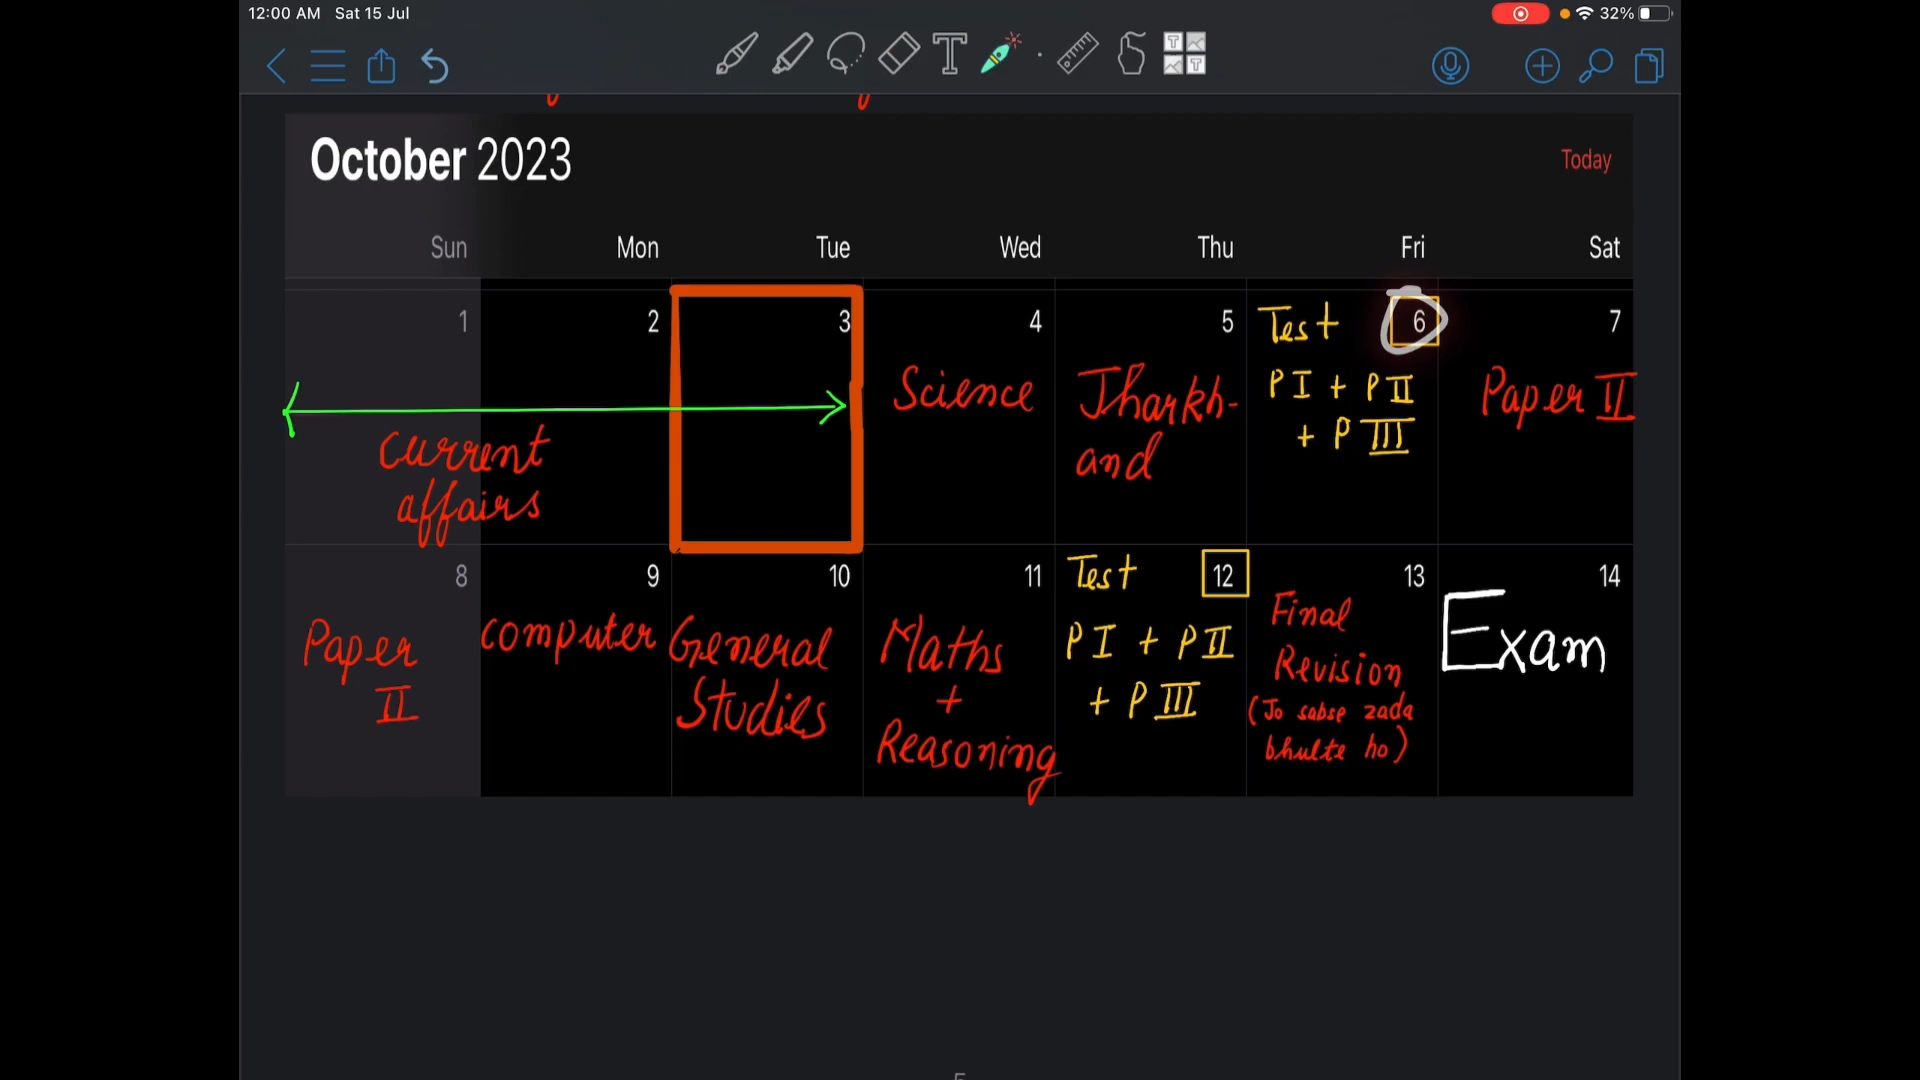 12:00 AM Sat 15 Jul
32%
T
T
T
October 2023
Today
Sun Mon Tue Wed Thu Fri Sat
1 2 3 4 5 6 7
Current
affairs
Science
Jharkh-
and
Test
P I + P II
+ P III
Paper II
8 9 10 11 12 13 14
Paper
II
computer
General
Studies
Maths
+
Reasoning
Test
P I + P II
+ P III
Final
Revision
(Jo sabse zada
bhulte ho)
Exam